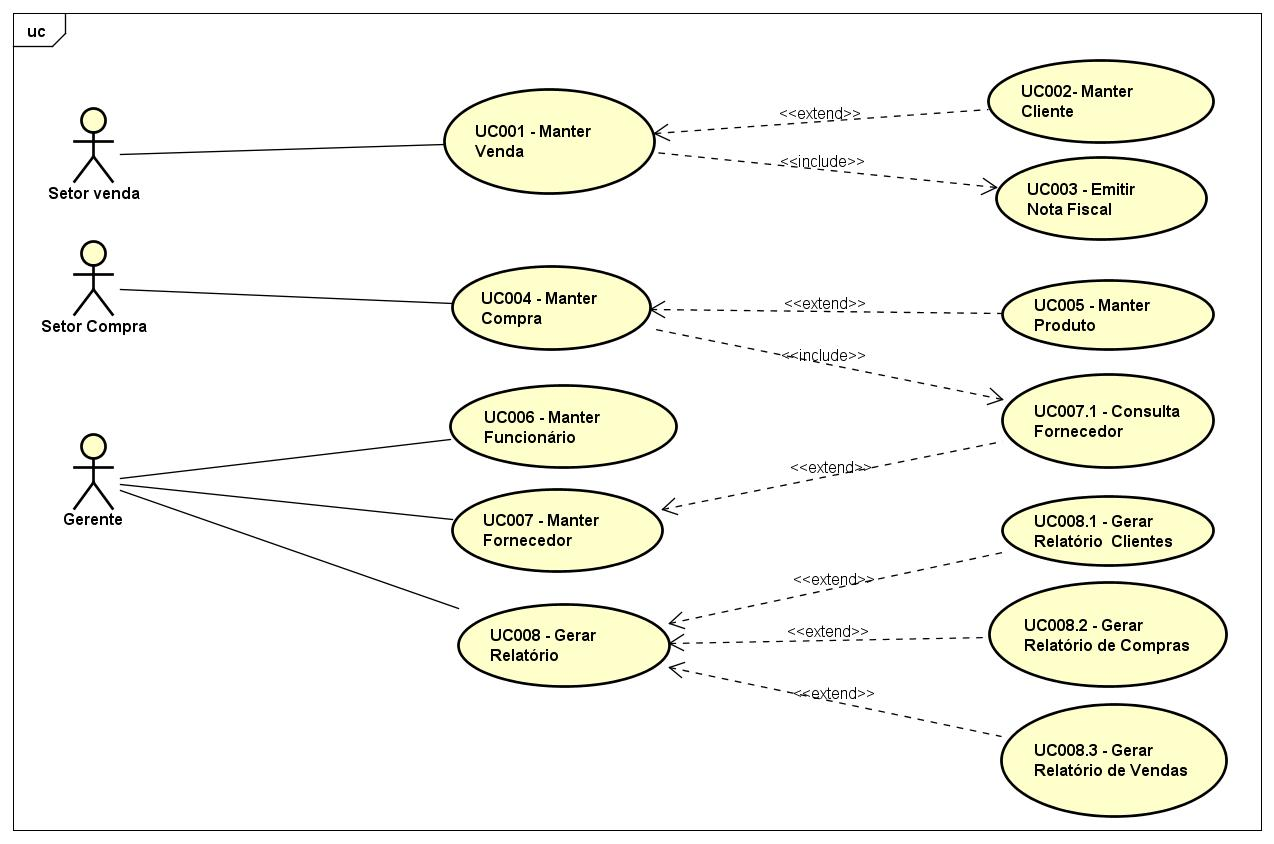 uc
Setor venda
UC001 - Manter
Venda
<<extend>>
UC002- Manter
Cliente
<<include>>
UC003 - Emitir
Nota Fiscal
Setor Compra
UC004 - Manter
Compra
<<extend>>
UC005 - Manter
Produto
<<include>>
UC007.1 - Consulta
Fornecedor
Gerente
UC006 - Manter
Funcionário
<<extend>>
UC007 - Manter
Fornecedor
UC008 - Gerar
Relatório
<<extend>>
UC008.1 - Gerar
Relatório  Clientes
<<extend>>
UC008.2 - Gerar
Relatório de Compras
<<extend>>
UC008.3 - Gerar
Relatório de Vendas